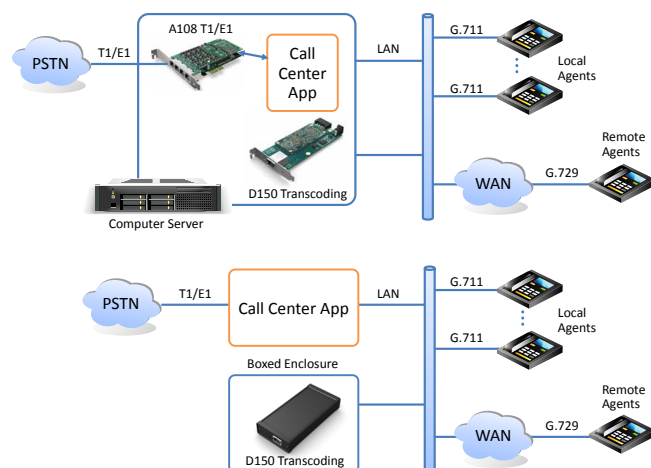 A108 T1/E1
PSTN
T1/E1
Call
Center
App
LAN
G.711
Local
Agents
G.711
D150 Transcoding
Computer Server
WAN
G.729
Remote
Agents
PSTN
T1/E1
Call Center App
LAN
G.711
Local
Agents
G.711
Boxed Enclosure
D150 Transcoding
WAN
G.729
Remote
Agents